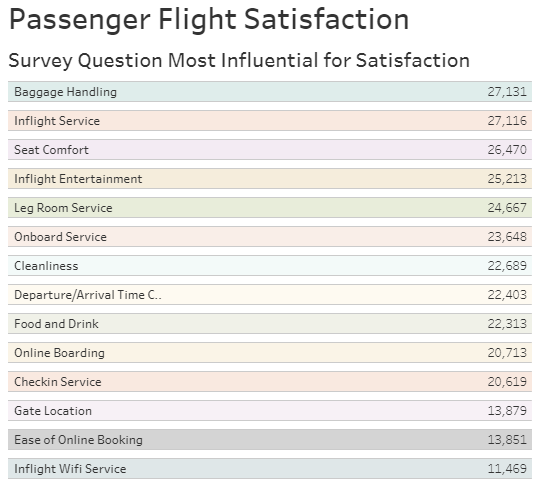 Passenger Flight Satisfaction
Survey Question Most Influential for Satisfaction
Baggage Handling 27,131
Inflight Service 27,116
Seat Comfort 26,470
Inflight Entertainment 25,213
Leg Room Service 24,667
Onboard Service 23,648
Cleanliness 22,689
Departure/Arrival Time C.. 22,403
Food and Drink 22,313
Online Boarding 20,713
Checkin Service 20,619
Gate Location 13,879
Ease of Online Booking 13,851
Inflight Wifi Service 11,469